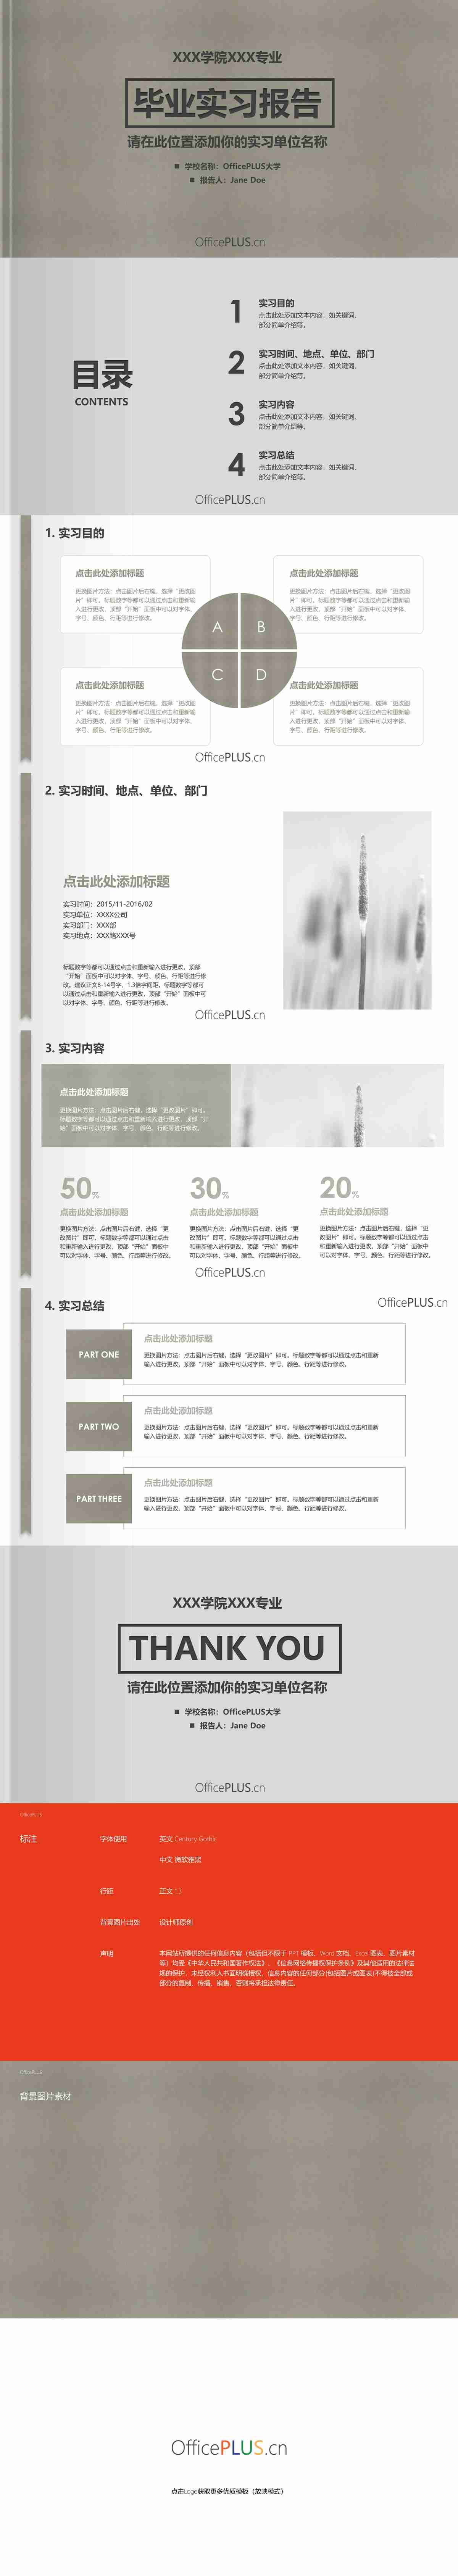 XXX学院XXX专业
毕业实习报告
请在此位置添加你的实习单位名称
■ 学校名称：OfficePLUS大学
■ 报告人：Jane Doe
OfficePLUS.cn
目录
CONTENTS
1 实习目的
点击此处添加文本内容，如关键词、
部分简单介绍等。
2 实习时间、地点、单位、部门
点击此处添加文本内容，如关键词、
部分简单介绍等。
3 实习内容
点击此处添加文本内容，如关键词、
部分简单介绍等。
4 实习总结
点击此处添加文本内容，如关键词、
部分简单介绍等。
OfficePLUS.cn
1. 实习目的
点击此处添加标题
更换图片方法：点击图片后右键，选择“更改图
片”即可。标题数字等都可以通过点击和重新输
入进行更改，顶部“开始”面板中可以对字体、
字号、颜色、行距等进行修改。
点击此处添加标题
更换图片方法：点击图片后右键，选择“更改图
片”即可。标题数字等都可以通过点击和重新输
入进行更改，顶部“开始”面板中可以对字体、
字号、颜色、行距等进行修改。
A
B
C
D
点击此处添加标题
更换图片方法：点击图片后右键，选择“更改图
片”即可。标题数字等都可以通过点击和重新输
入进行更改，顶部“开始”面板中可以对字体、
字号、颜色、行距等进行修改。
点击此处添加标题
更换图片方法：点击图片后右键，选择“更改图
片”即可。标题数字等都可以通过点击和重新输
入进行更改，顶部“开始”面板中可以对字体、
字号、颜色、行距等进行修改。
OfficePLUS.cn
2. 实习时间、地点、单位、部门
点击此处添加标题
实习时间：2015/11-2016/02
实习单位：XXXX公司
实习部门：XXX部
实习地点：XXX路XXX号
标题数字等都可以通过点击和重新输入进行更改，顶部
“开始”面板中可以对字体、字号、颜色、行距等进行修
改。建议正文8-14号字，1.3倍字间距。标题数字等都可
以通过点击和重新输入进行更改，顶部“开始”面板中可
以对字体、字号、颜色、行距等进行修改。
OfficePLUS.cn
3. 实习内容
点击此处添加标题
更换图片方法：点击图片后右键，选择“更改图片”即可。
标题数字等都可以通过点击和重新输入进行更改，顶部“开
始”面板中可以对字体、字号、颜色、行距等进行修改。
50%
点击此处添加标题
更换图片方法：点击图片后右键，选择“更
改图片”即可。标题数字等都可以通过点击
和重新输入进行更改，顶部“开始”面板中
可以对字体、字号、颜色、行距等进行修改。
30%
点击此处添加标题
更换图片方法：点击图片后右键，选择“更
改图片”即可。标题数字等都可以通过点击
和重新输入进行更改，顶部“开始”面板中
可以对字体、字号、颜色、行距等进行修改。
20%
点击此处添加标题
更换图片方法：点击图片后右键，选择“更
改图片”即可。标题数字等都可以通过点击
和重新输入进行更改，顶部“开始”面板中
可以对字体、字号、颜色、行距等进行修改。
OfficePLUS.cn
4. 实习总结
OfficePLUS.cn
PART ONE
点击此处添加标题
更换图片方法：点击图片后右键，选择“更改图片”即可。标题数字等都可以通过点击和重新
输入进行更改，顶部“开始”面板中可以对字体、字号、颜色、行距等进行修改。
PART TWO
点击此处添加标题
更换图片方法：点击图片后右键，选择“更改图片”即可。标题数字等都可以通过点击和重新
输入进行更改，顶部“开始”面板中可以对字体、字号、颜色、行距等进行修改。
PART THREE
点击此处添加标题
更换图片方法：点击图片后右键，选择“更改图片”即可。标题数字等都可以通过点击和重新
输入进行更改，顶部“开始”面板中可以对字体、字号、颜色、行距等进行修改。
XXX学院XXX专业
THANK YOU
请在此位置添加你的实习单位名称
■ 学校名称：OfficePLUS大学
■ 报告人：Jane Doe
OfficePLUS.cn
OfficePLUS
标注
字体使用 英文 Century Gothic
中文 微软雅黑
行距 正文 1.3
背景图片出处 设计师原创
声明 本网站所提供的任何信息内容（包括但不限于 PPT 模板、Word 文档、Excel 图表、图片素材
等）均受《中华人民共和国著作权法》、《信息网络传播权保护条例》及其他适用的法律法
规的保护，未经权利人书面明确授权，信息内容的任何部分(包括图片或图表)不得被全部或
部分的复制、传播、销售，否则将承担法律责任。
OfficePLUS
背景图片素材
OfficePLUS.cn
点击Logo获取更多优质模板（放映模式）